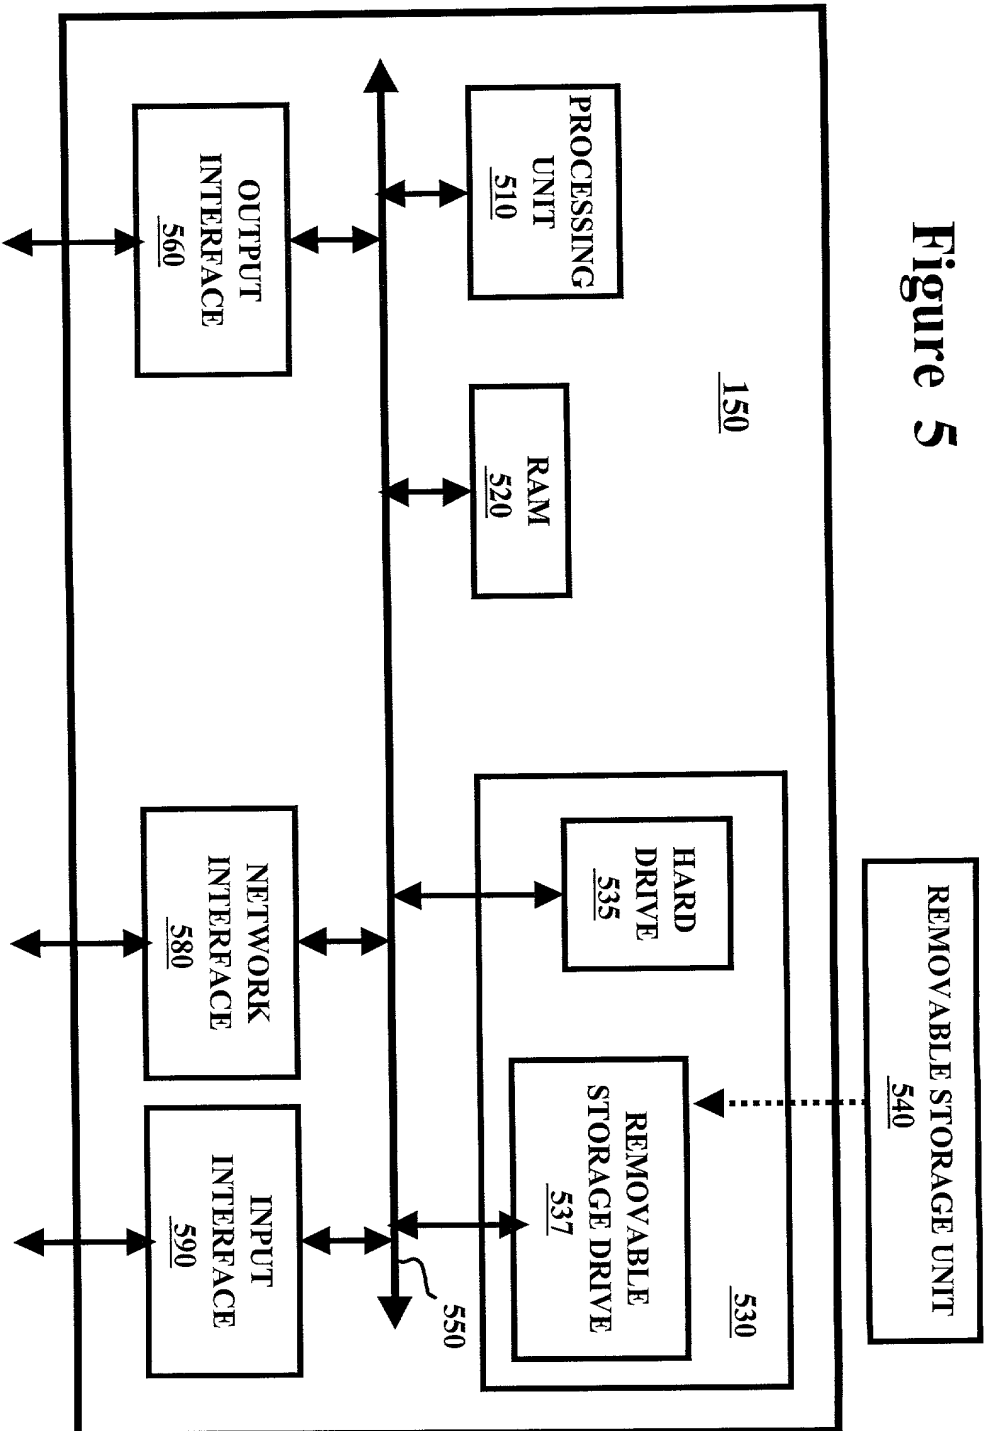 Figure 5
REMOVABLE STORAGE UNIT
540
150
530
PROCESSING
UNIT
510
RAM
520
HARD
DRIVE
535
REMOVABLE
STORAGE DRIVE
537
550
OUTPUT
INTERFACE
560
NETWORK
INTERFACE
580
INPUT
INTERFACE
590